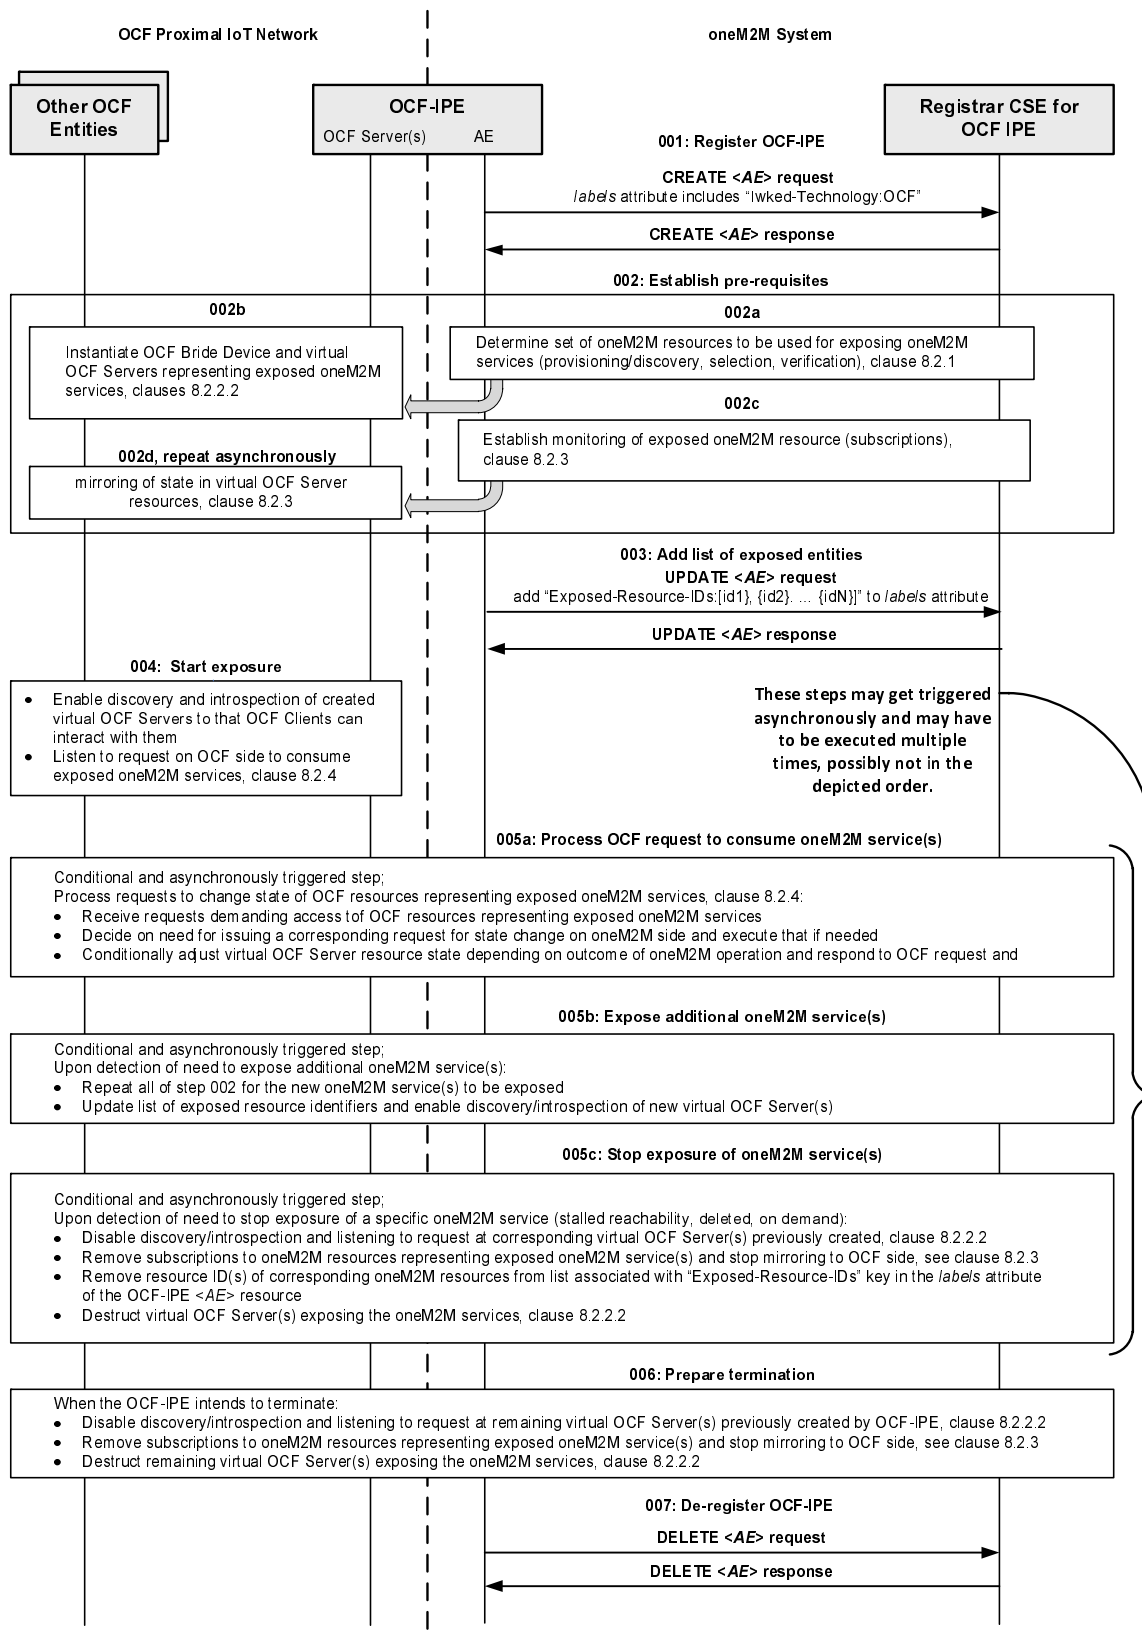 OCF Proximal IoT Network
oneM2M System
Other OCF
Entities
OCF-IPE
OCF Server(s)
AE
Registrar CSE for
OCF IPE
001: Register OCF-IPE
CREATE <AE> request
labels attribute includes “Iwked-Technology:OCF”
CREATE <AE> response
002: Establish pre-requisites
002b
002a
Instantiate OCF Bride Device and virtual
OCF Servers representing exposed oneM2M
services, clauses 8.2.2.2
Determine set of oneM2M resources to be used for exposing oneM2M
services (provisioning/discovery, selection, verification), clause 8.2.1
002c
Establish monitoring of exposed oneM2M resource (subscriptions),
clause 8.2.3
002d, repeat asynchronously
mirroring of state in virtual OCF Server
resources, clause 8.2.3
003: Add list of exposed entities
UPDATE <AE> request
add “Exposed-Resource-IDs:[id1}, {id2}. ... {idN}]” to labels attribute
UPDATE <AE> response
004:  Start exposure
• Enable discovery and introspection of created
virtual OCF Servers to that OCF Clients can
interact with them
• Listen to request on OCF side to consume
exposed oneM2M services, clause 8.2.4
These steps may get triggered
asynchronously and may have
to be executed multiple
times, possibly not in the
depicted order.
005a: Process OCF request to consume oneM2M service(s)
Conditional and asynchronously triggered step;
Process requests to change state of OCF resources representing exposed oneM2M services, clause 8.2.4:
• Receive requests demanding access tof OCF resources representing exposed oneM2M services
• Decide on need for issuing a corresponding request for state change on oneM2M side and execute that if needed
• Conditionally adjust virtual OCF Server resource state depending on outcome of oneM2M operation and respond to OCF request and
005b: Expose additional oneM2M service(s)
Conditional and asynchronously triggered step;
Upon detection of need to expose additional oneM2M service(s):
• Repeat all of step 002 for the new oneM2M service(s) to be exposed
• Update list of exposed resource identifiers and enable discovery/introspection of new virtual OCF Server(s)
005c: Stop exposure of oneM2M service(s)
Conditional and asynchronously triggered step;
Upon detection of need to stop exposure of a specific oneM2M service (stalled reachability, deleted, on demand):
• Disable discovery/introspection and listening to request at corresponding virtual OCF Server(s) previously created, clause 8.2.2.2
• Remove subscriptions to oneM2M resources representing exposed oneM2M service(s) and stop mirroring to OCF side, see clause 8.2.3
• Remove resource ID(s) of corresponding oneM2M resources from list associated with “Exposed-Resource-IDs” key in the labels attribute
of the OCF-IPE <AE> resource
• Destruct virtual OCF Server(s) exposing the oneM2M services, clause 8.2.2.2
006: Prepare termination
When the OCF-IPE intends to terminate:
• Disable discovery/introspection and listening to request at remaining virtual OCF Server(s) previously created by OCF-IPE, clause 8.2.2.2
• Remove subscriptions to oneM2M resources representing exposed oneM2M service(s) and stop mirroring to OCF side, see clause 8.2.3
• Destruct remaining virtual OCF Server(s) exposing the oneM2M services, clause 8.2.2.2
007: De-register OCF-IPE
DELETE <AE> request
DELETE <AE> response